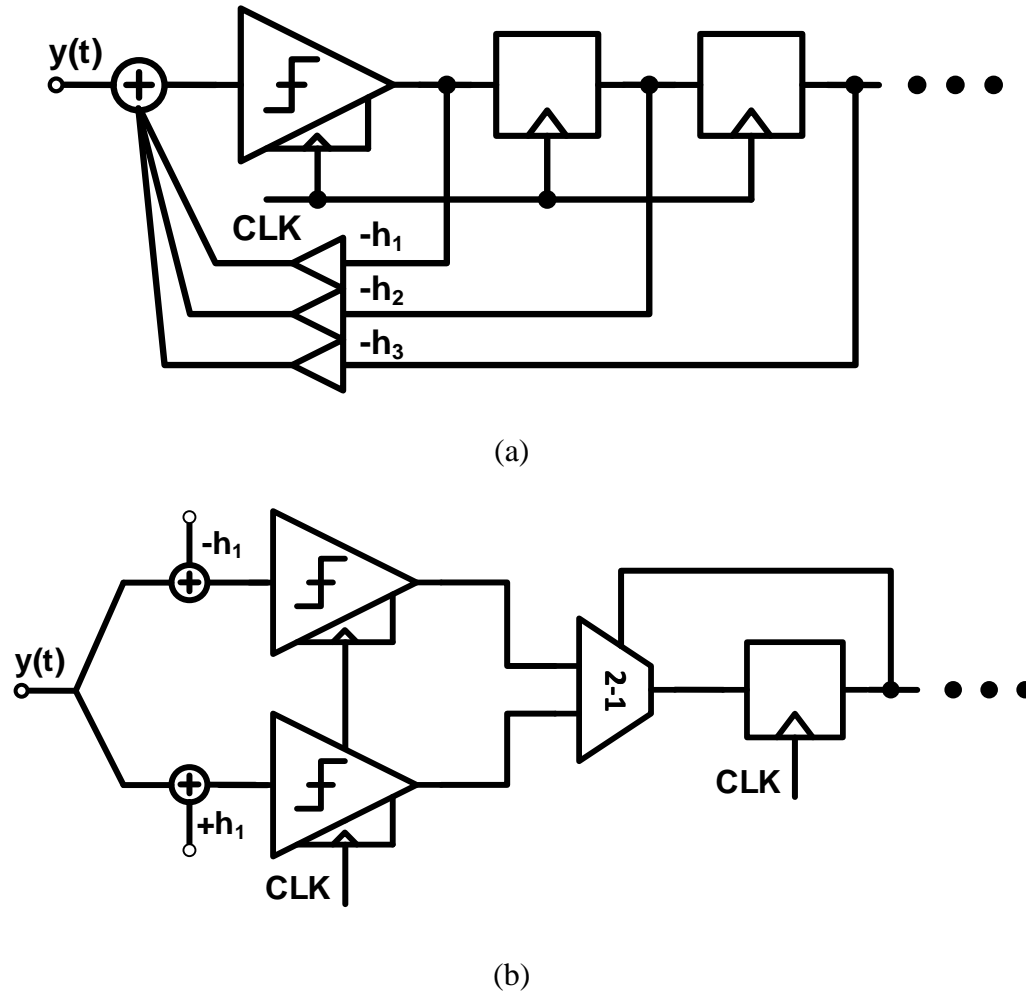 y(t)
CLK
-h₁
-h₂
-h₃
(a)
-h₁
y(t)
2-1
+h₁
CLK
CLK
(b)